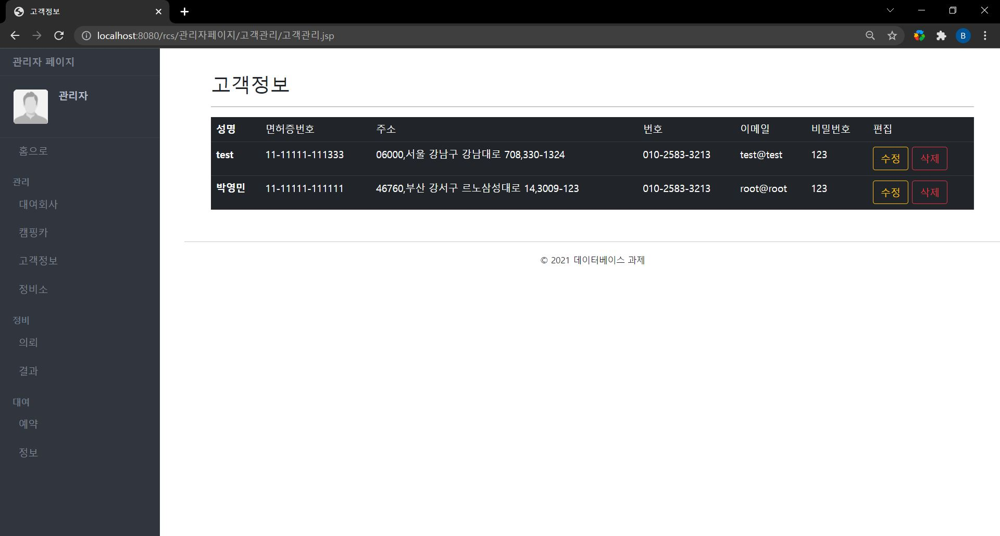 고객정보
localhost:8080/rcs/관리자페이지/고객관리/고객관리.jsp
B
관리자 페이지
관리자
홈으로
관리
대여회사
캠핑카
고객정보
정비소
정비
의뢰
결과
대여
예약
정보
고객정보
성명 면허증번호 주소 번호 이메일 비밀번호 편집
test 11-11111-111333 06000,서울 강남구 강남대로 708,330-1324 010-2583-3213 test@test 123 수정 삭제
박영민 11-11111-111111 46760,부산 강서구 르노삼성대로 14,3009-123 010-2583-3213 root@root 123 수정 삭제
© 2021 데이터베이스 과제